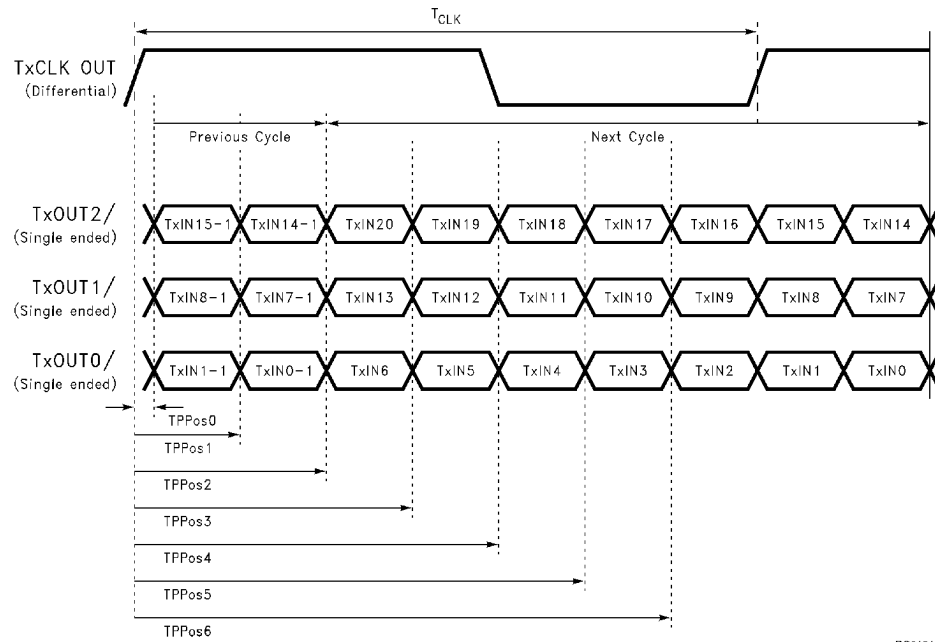 TCLK
TxCLK OUT
(Differential)
Previous Cycle Next Cycle
TxOUT2/
(Single ended)
TxIN15-1 TxIN14-1 TxIN20 TxIN19 TxIN18 TxIN17 TxIN16 TxIN15 TxIN14
TxOUT1/
(Single ended)
TxIN8-1 TxIN7-1 TxIN13 TxIN12 TxIN11 TxIN10 TxIN9 TxIN8 TxIN7
TxOUT0/
(Single ended)
TxIN1-1 TxIN0-1 TxIN6 TxIN5 TxIN4 TxIN3 TxIN2 TxIN1 TxIN0
TPPos0
TPPos1
TPPos2
TPPos3
TPPos4
TPPos5
TPPos6